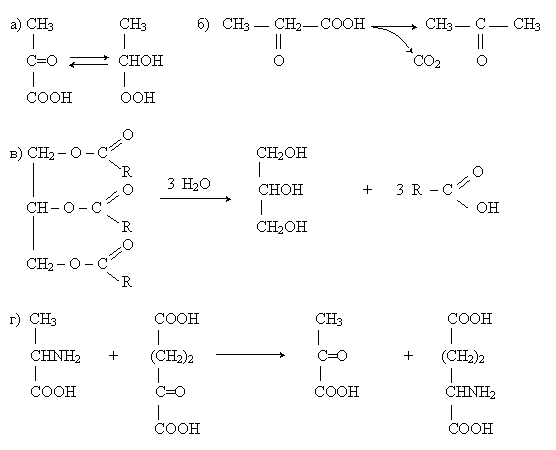 а) CH3 CH3 б) CH3 — CH2 — COOH CH3 — C — CH3
C=O CHOH O CO2 O
COOH OOH
в) CH2 — O — C O
R
3 H2O CH2OH O
CH — O — C O CHOH + 3 R — C
R OH
CH2OH
CH2 — O — C O
R
г) CH3 COOH CH3 COOH
CHNH2 + (CH2)2 C=O + (CH2)2
COOH C=O COOH CHNH2
COOH COOH